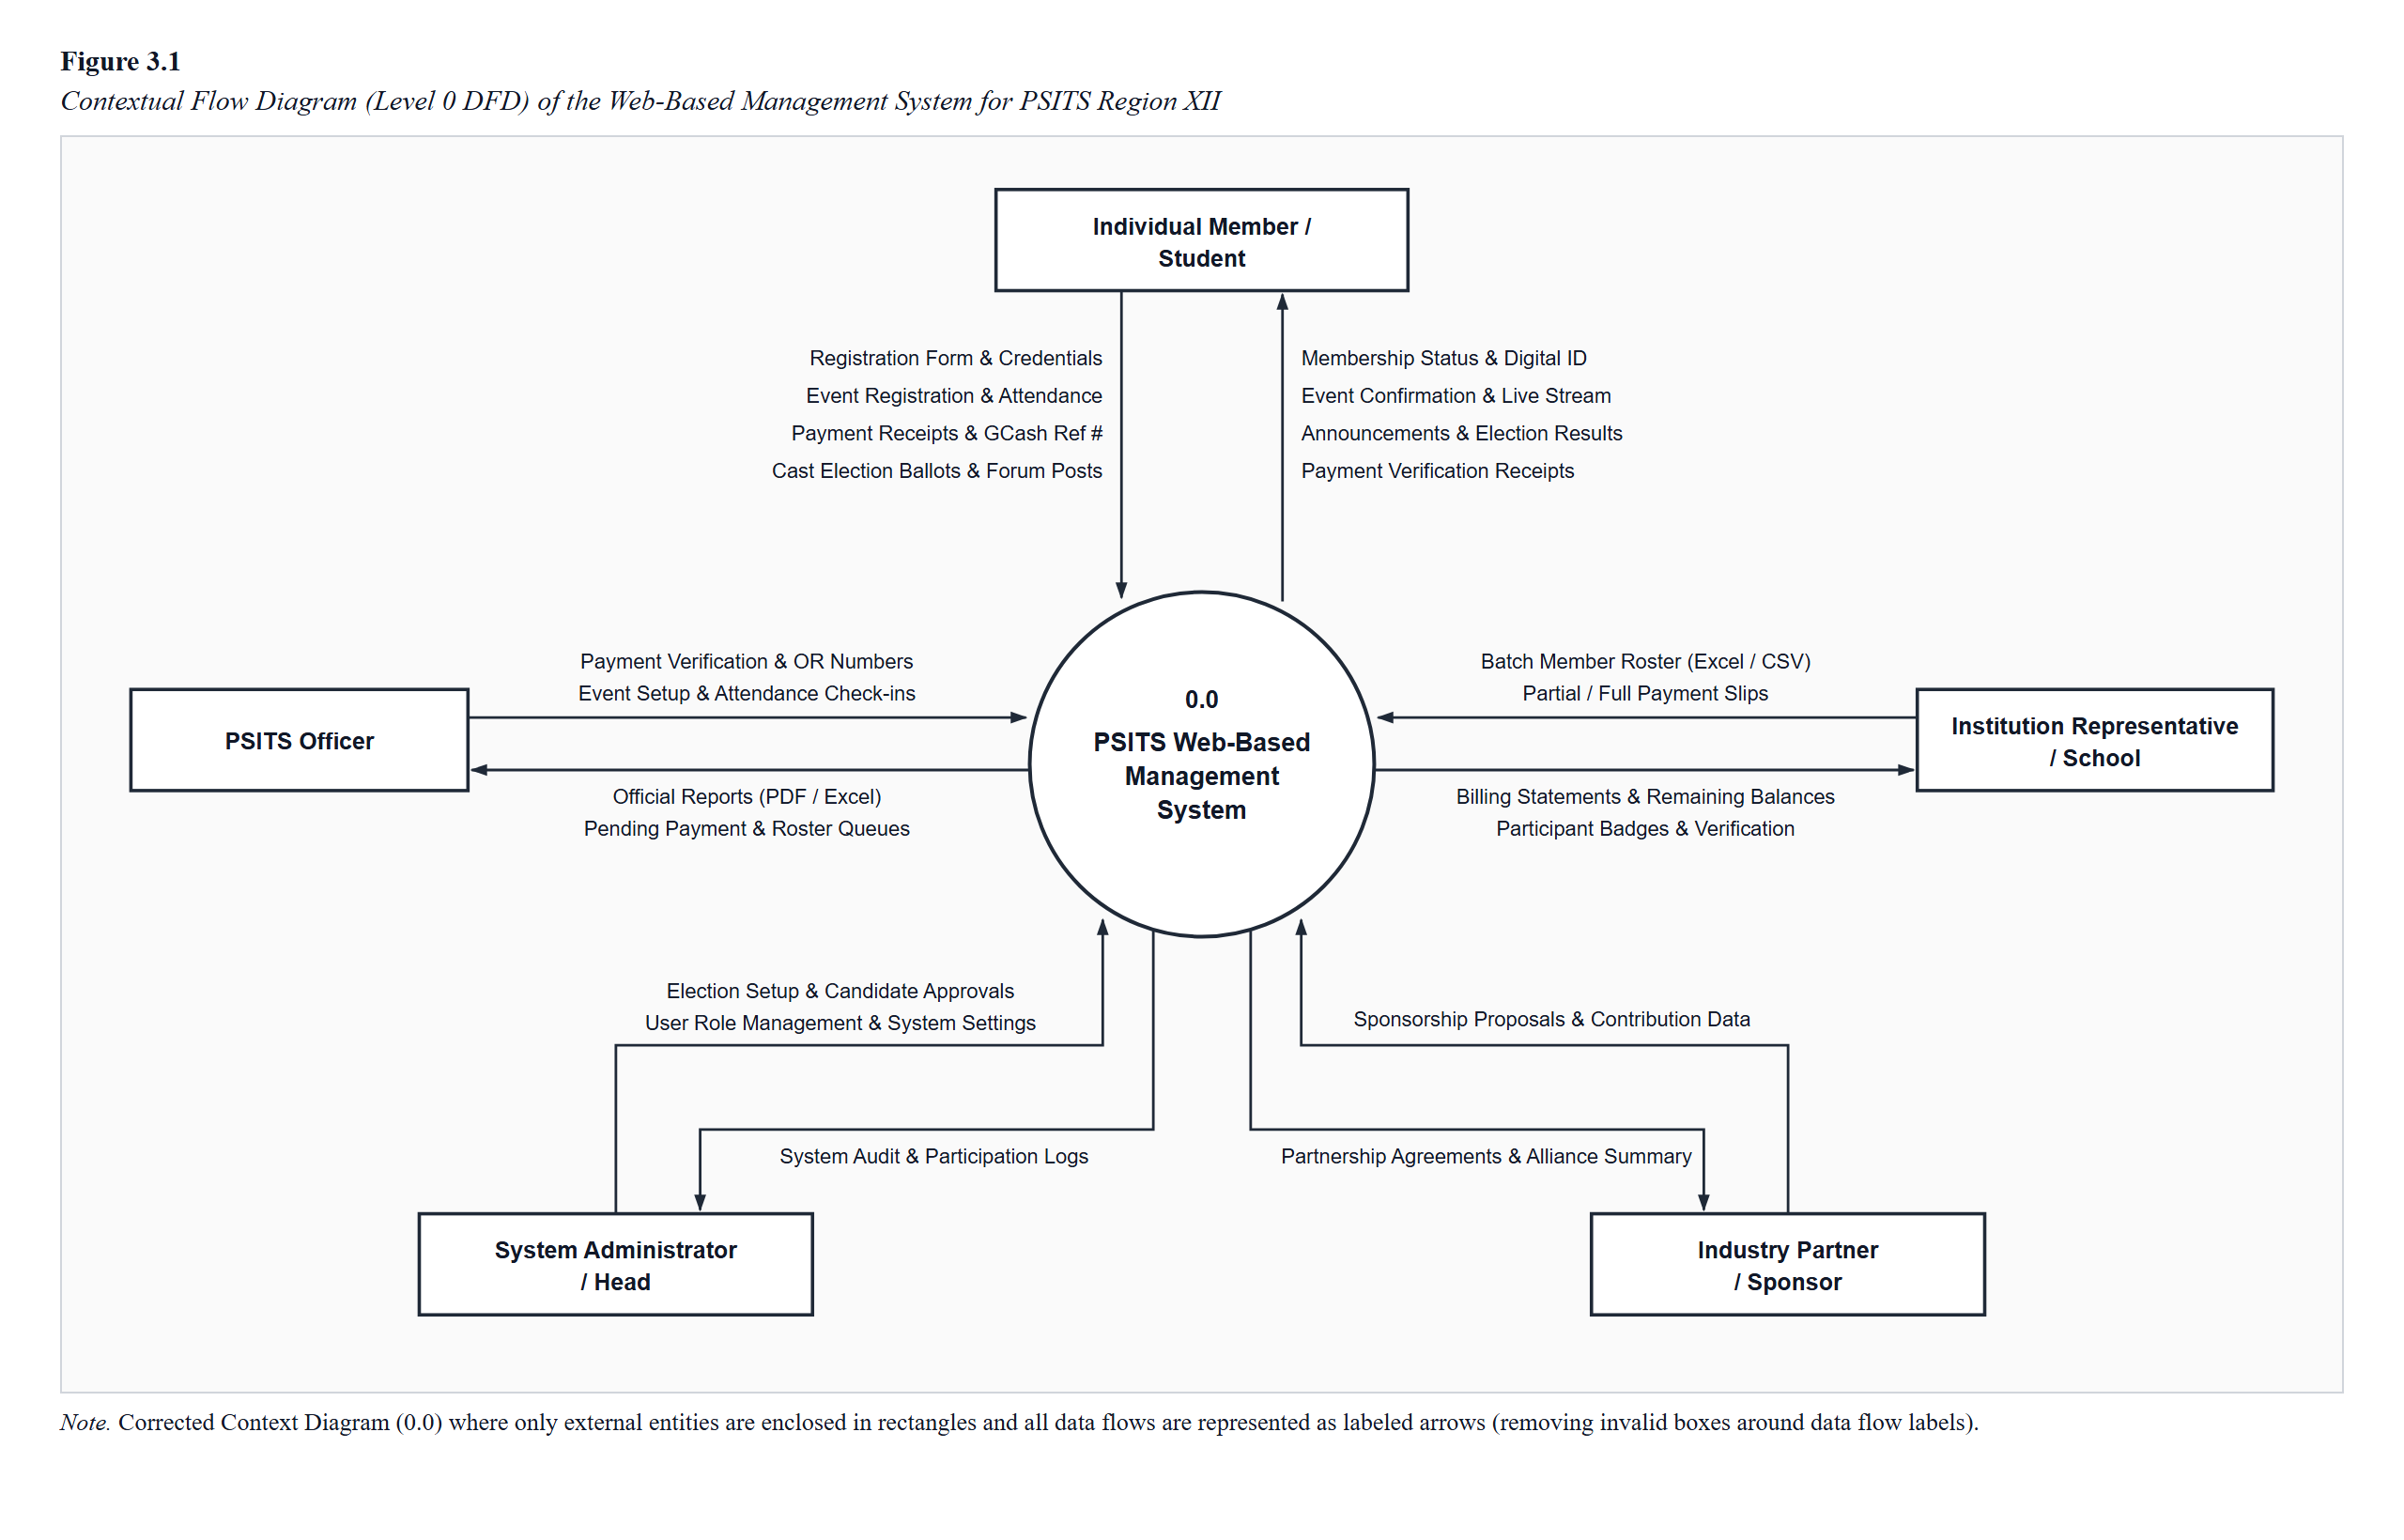 Figure 3.1
Contextual Flow Diagram (Level 0 DFD) of the Web-Based Management System for PSITS Region XII
Individual Member /
Student
Registration Form & Credentials
Event Registration & Attendance
Payment Receipts & GCash Ref #
Cast Election Ballots & Forum Posts
Membership Status & Digital ID
Event Confirmation & Live Stream
Announcements & Election Results
Payment Verification Receipts
PSITS Officer
Payment Verification & OR Numbers
Event Setup & Attendance Check-ins
Official Reports (PDF / Excel)
Pending Payment & Roster Queues
0.0
PSITS Web-Based
Management
System
Batch Member Roster (Excel / CSV)
Partial / Full Payment Slips
Billing Statements & Remaining Balances
Participant Badges & Verification
Institution Representative
/ School
Election Setup & Candidate Approvals
User Role Management & System Settings
System Audit & Participation Logs
Sponsorship Proposals & Contribution Data
Partnership Agreements & Alliance Summary
System Administrator
/ Head
Industry Partner
/ Sponsor
Note. Corrected Context Diagram (0.0) where only external entities are enclosed in rectangles and all data flows are represented as labeled arrows (removing invalid boxes around data flow labels).